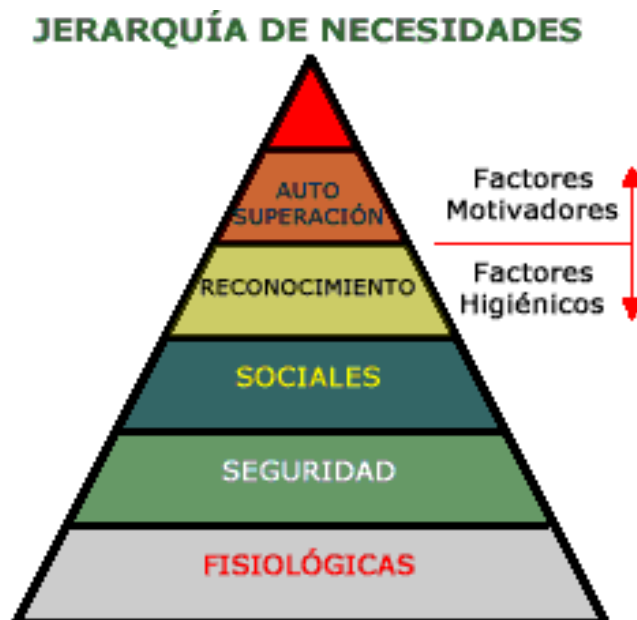 JERARQUÍA DE NECESIDADES
AUTO
SUPERACIÓN
Factores
Motivadores
RECONOCIMIENTO
Factores
Higiénicos
SOCIALES
SEGURIDAD
FISIOLÓGICAS